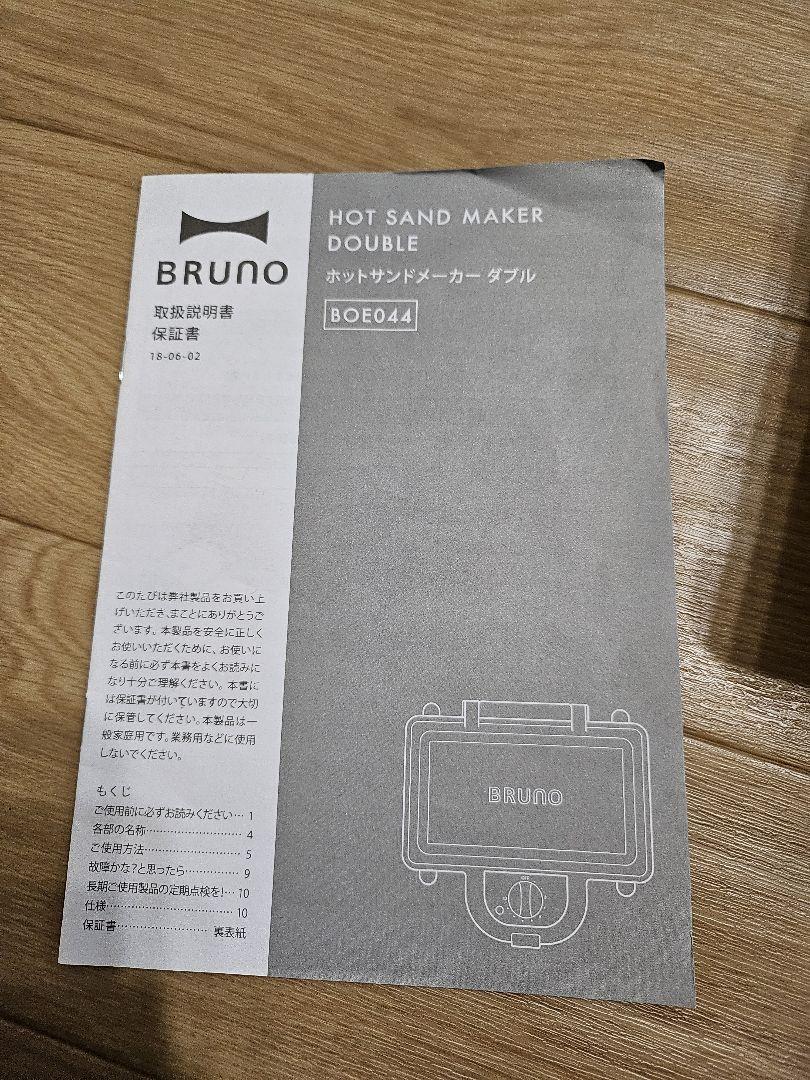 BRUNO
取扱説明書
保証書
18-06-02
HOT SAND MAKER
DOUBLE
ホットサンドメーカー ダブル
BOE044
このたびは弊社製品をお買い上
げいただき、まことにありがとうご
ざいます。本製品を安全に正しく
お使いいただくために、お使いに
なる前に必ず本書をよくお読みに
なり十分ご理解ください。本書に
は保証書が付いていますので大切
に保管してください。本製品は一
般家庭用です。業務用などに使用
しないでください。
もくじ
ご使用前に必ずお読みください… 1
各部の名称…………………… 4
ご使用方法…………………… 5
故障かな?と思ったら…………… 9
長期ご使用製品の定期点検を!… 10
仕様…………………………… 10
保証書…………………… 裏表紙
BRUNO